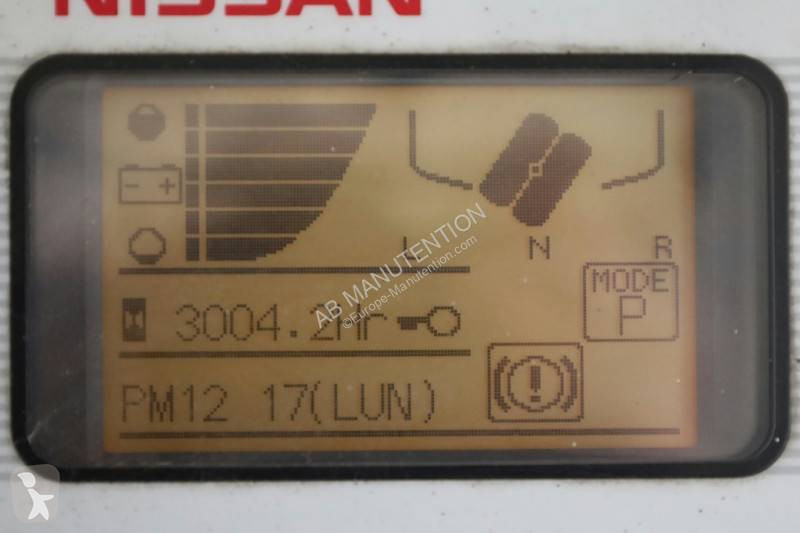 NISSAN
L N R
MODE
P
3004.2Hr
PM12 17(LUN)
AB MANUTENTION
©Europe-Manutention.com